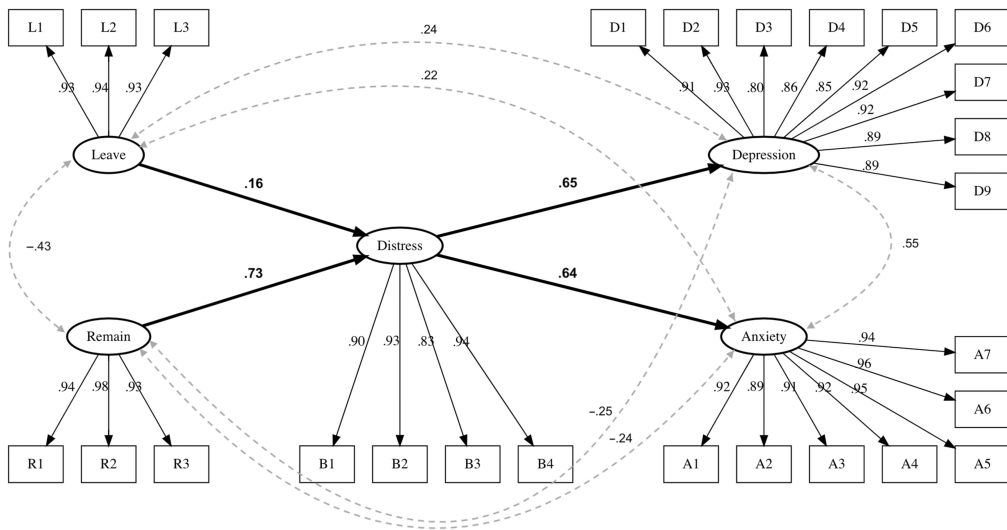 L1 L2 L3 D1 D2 D3 D4 D5 D6
.24
.22
D7
.93 .94 .93 .91 .93 .80 .86 .85 .92
.92
D8
.89
Leave Depression
.89
D9
.16 .65
–.43 Distress .55
.73 .64
Remain Anxiety
.94
A7
.90 .93 .83 .94
.96
.94 .98 .93 .92 .89 .91 .92 .95
A6
–.25
–.24
R1 R2 R3 B1 B2 B3 B4 A1 A2 A3 A4 A5